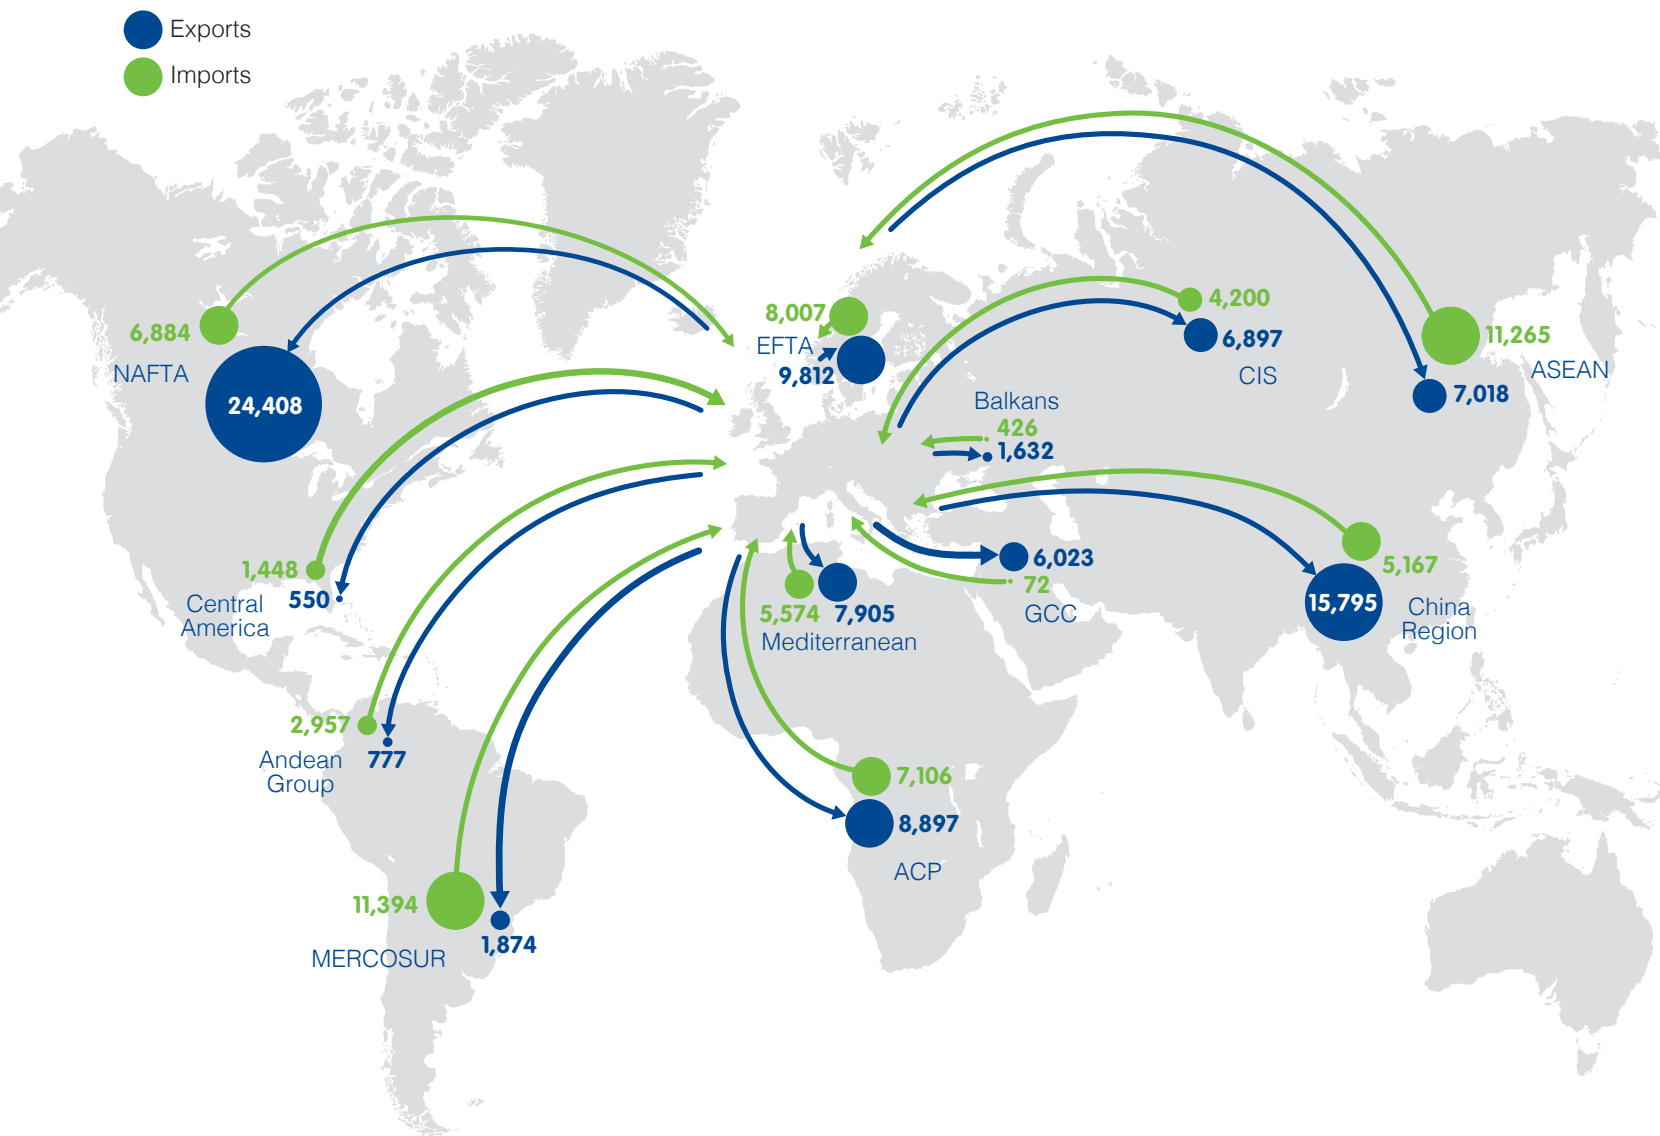 Exports
Imports
6,884
NAFTA
24,408
8,007
EFTA
9,812
4,200
6,897
CIS
11,265
ASEAN
7,018
Balkans
426
1,632
1,448
550
Central
America
5,574
7,905
Mediterranean
6,023
72
GCC
5,167
15,795
China
Region
2,957
777
Andean
Group
7,106
8,897
ACP
11,394
1,874
MERCOSUR